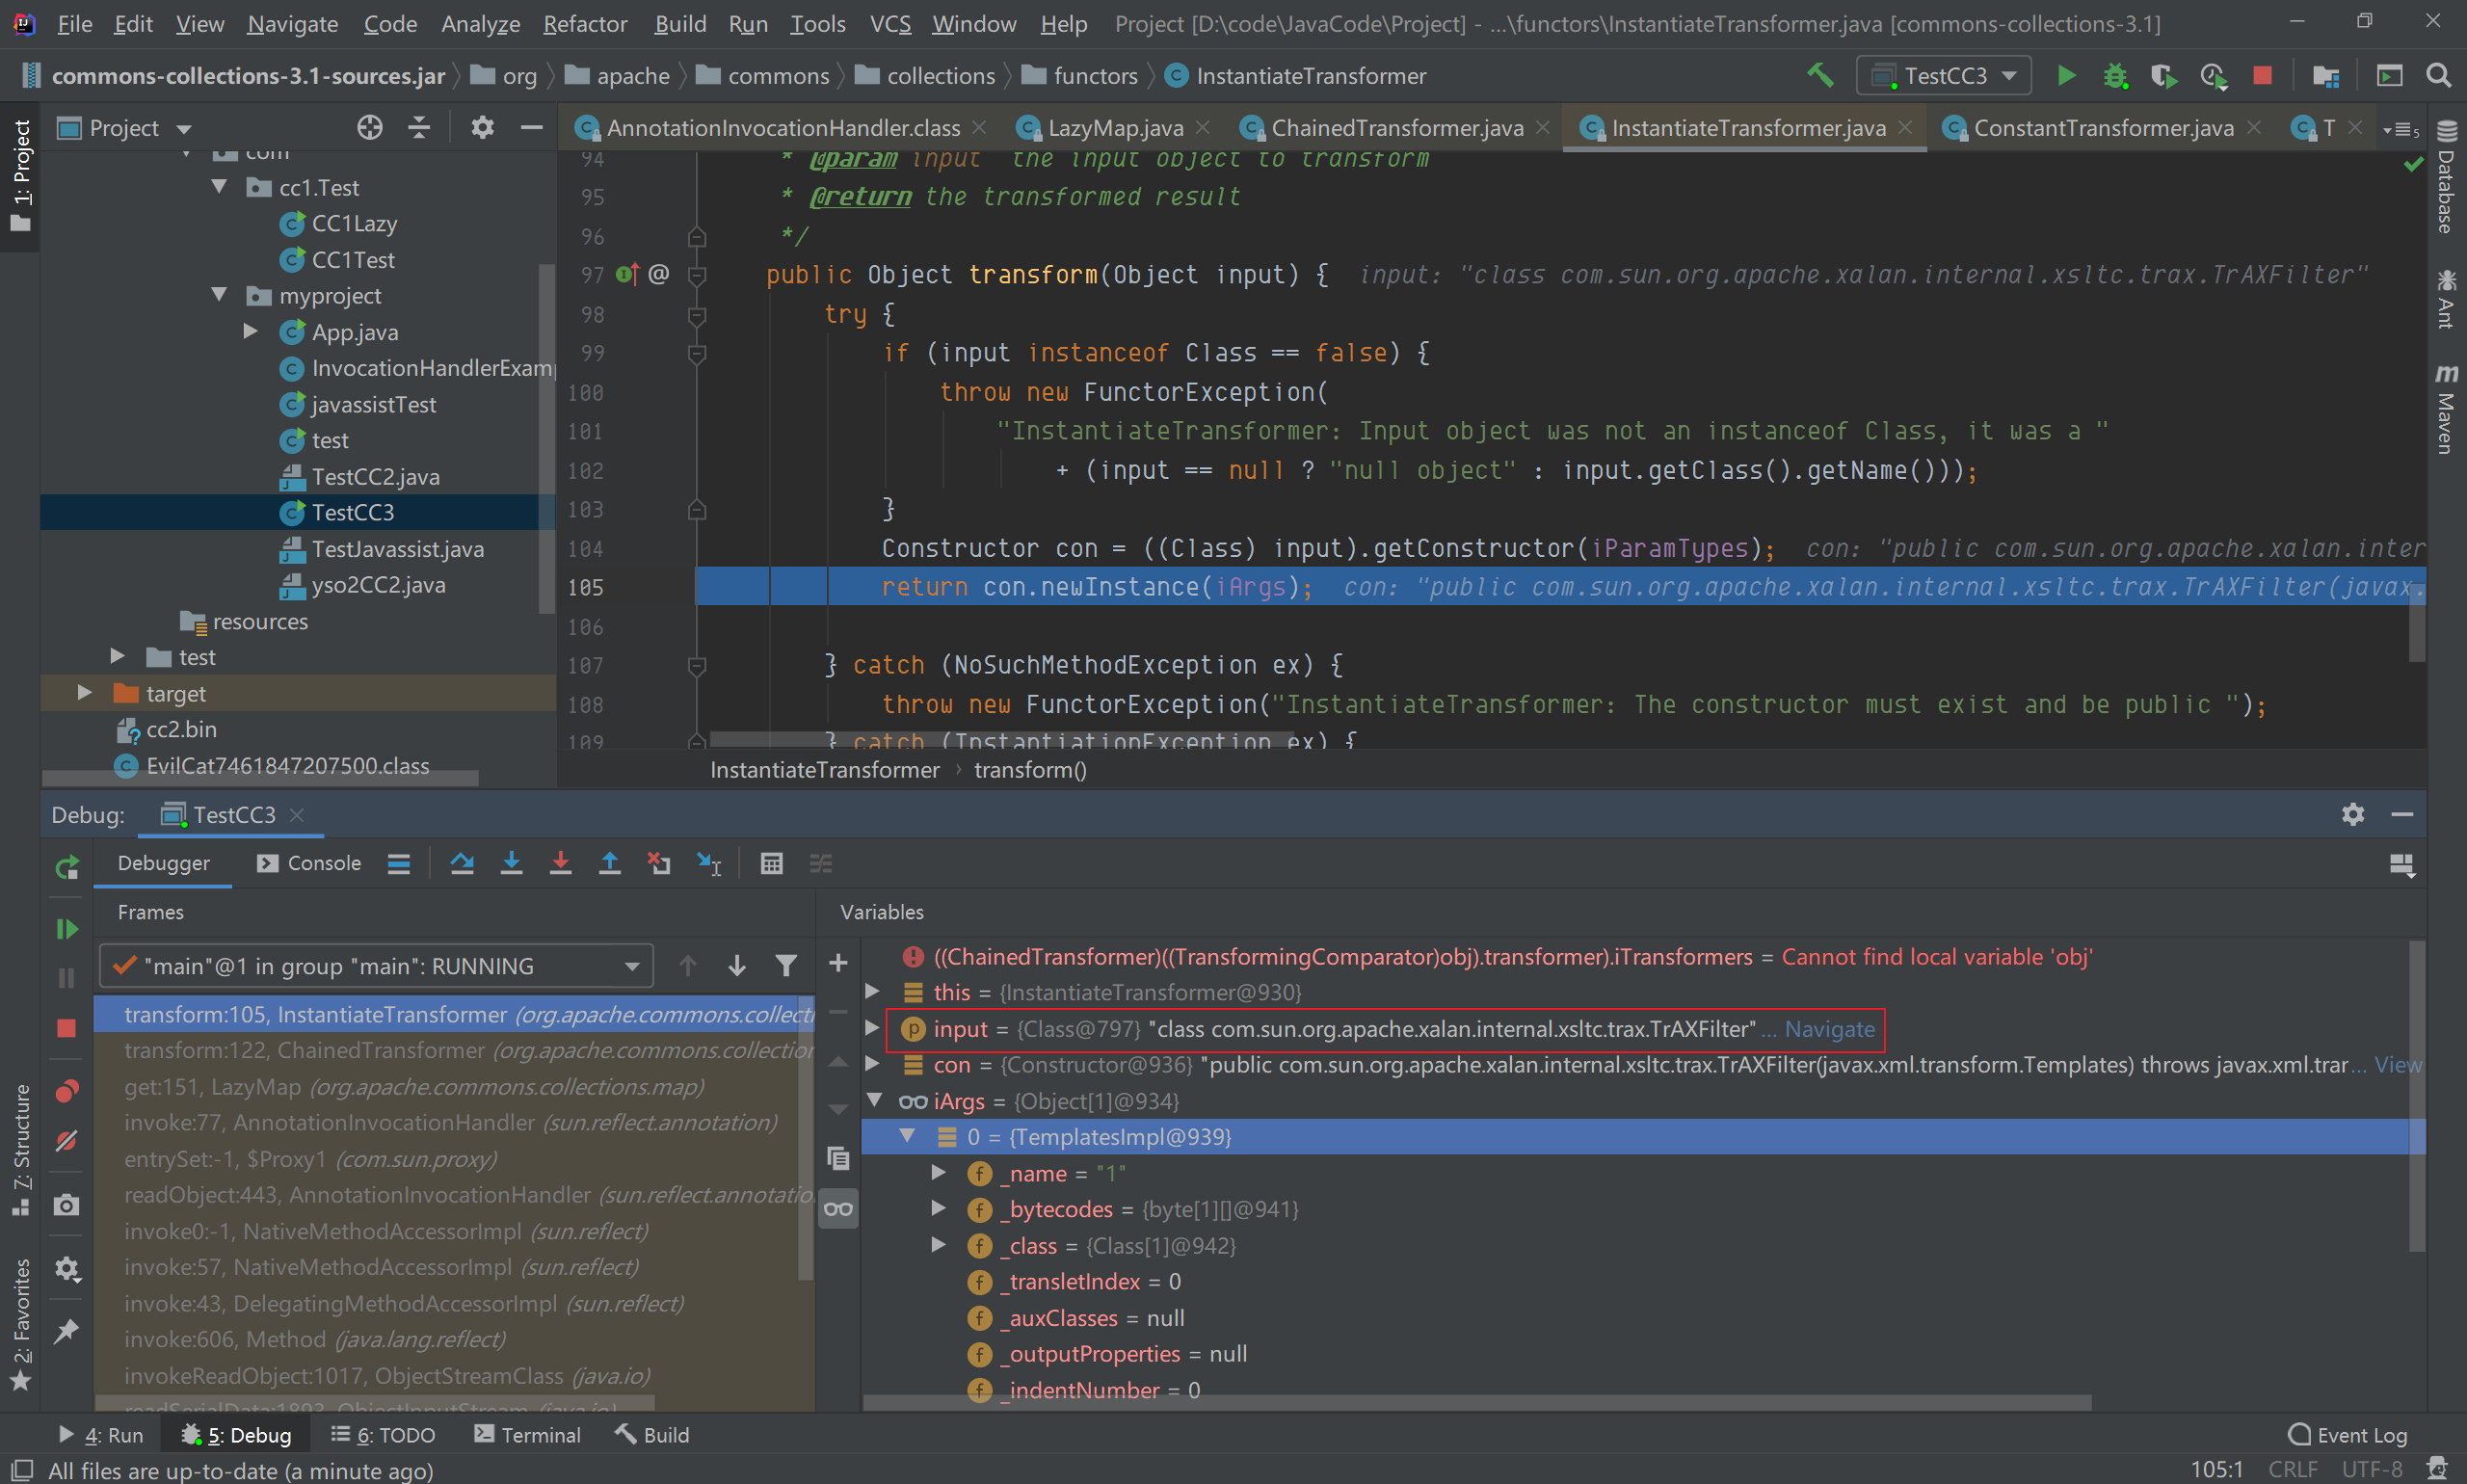 File Edit View Navigate Code Analyze Refactor Build Run Tools VCS Window Help Project [D:\code\JavaCode\Project] - ...\functors\InstantiateTransformer.java [commons-collections-3.1]
commons-collections-3.1-sources.jar org apache commons collections functors InstantiateTransformer TestCC3
1: Project
Project
AnnotationInvocationHandler.class LazyMap.java ChainedTransformer.java InstantiateTransformer.java ConstantTransformer.java T 5
com
cc1.Test
CC1Lazy
CC1Test
myproject
App.java
InvocationHandlerExam
javassistTest
test
TestCC2.java
TestCC3
TestJavassist.java
yso2CC2.java
resources
test
target
cc2.bin
EvilCat7461847207500.class
94 * @param input the input object to transform
95 * @return the transformed result
96 */
97 @ public Object transform(Object input) { input: "class com.sun.org.apache.xalan.internal.xsltc.trax.TrAXFilter"
98 try {
99 if (input instanceof Class == false) {
100 throw new FunctorException(
101 "InstantiateTransformer: Input object was not an instanceof Class, it was a "
102 + (input == null ? "null object" : input.getClass().getName()));
103 }
104 Constructor con = ((Class) input).getConstructor(iParamTypes); con: "public com.sun.org.apache.xalan.inter
105 return con.newInstance(iArgs); con: "public com.sun.org.apache.xalan.internal.xsltc.trax.TrAXFilter(javax.
106
107 } catch (NoSuchMethodException ex) {
108 throw new FunctorException("InstantiateTransformer: The constructor must exist and be public ");
109 } catch (InstantiationException ex) {
InstantiateTransformer transform()
Database
Ant
Maven
Debug: TestCC3
Debugger Console
Frames
"main"@1 in group "main": RUNNING
transform:105, InstantiateTransformer (org.apache.commons.collecti
transform:122, ChainedTransformer (org.apache.commons.collection
get:151, LazyMap (org.apache.commons.collections.map)
invoke:77, AnnotationInvocationHandler (sun.reflect.annotation)
entrySet:-1, $Proxy1 (com.sun.proxy)
readObject:443, AnnotationInvocationHandler (sun.reflect.annotatio
invoke0:-1, NativeMethodAccessorImpl (sun.reflect)
invoke:57, NativeMethodAccessorImpl (sun.reflect)
invoke:43, DelegatingMethodAccessorImpl (sun.reflect)
invoke:606, Method (java.lang.reflect)
invokeReadObject:1017, ObjectStreamClass (java.io)
readSerialData:1893, ObjectInputStream (java.io)
Variables
((ChainedTransformer)((TransformingComparator)obj).transformer).iTransformers = Cannot find local variable 'obj'
this = {InstantiateTransformer@930}
input = {Class@797} "class com.sun.org.apache.xalan.internal.xsltc.trax.TrAXFilter"... Navigate
con = {Constructor@936} "public com.sun.org.apache.xalan.internal.xsltc.trax.TrAXFilter(javax.xml.transform.Templates) throws javax.xml.trar... View
iArgs = {Object[1]@934}
0 = {TemplatesImpl@939}
_name = "1"
_bytecodes = {byte[1][]@941}
_class = {Class[1]@942}
_transletIndex = 0
_auxClasses = null
_outputProperties = null
_indentNumber = 0
7: Structure
2: Favorites
4: Run 5: Debug 6: TODO Terminal Build Event Log
All files are up-to-date (a minute ago) 105:1 CRLF UTF-8